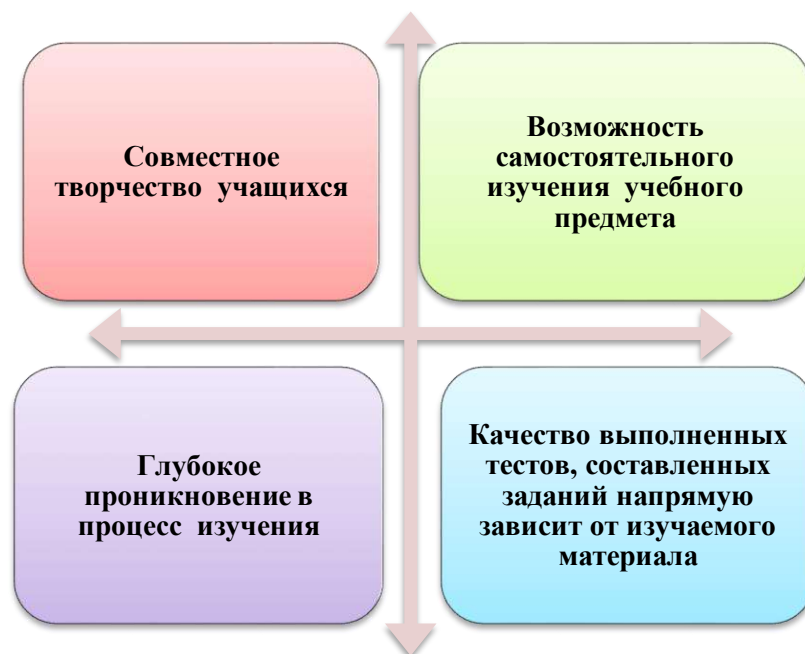 Совместное
творчество учащихся
Возможность
самостоятельного
изучения учебного
предмета
Глубокое
проникновение в
процесс изучения
Качество выполненных
тестов, составленных
заданий напрямую
зависит от изучаемого
материала